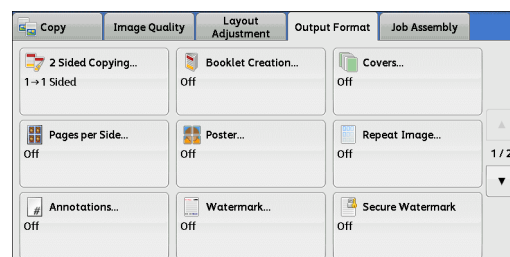 Copy
Image Quality
Layout
Adjustment
Output Format
Job Assembly
2 Sided Copying...
1→1 Sided
Booklet Creation...
Off
Covers...
Off
Pages per Side...
Off
Poster...
Off
Repeat Image...
Off
1/2
Annotations...
Off
Watermark...
Off
Secure Watermark
Off